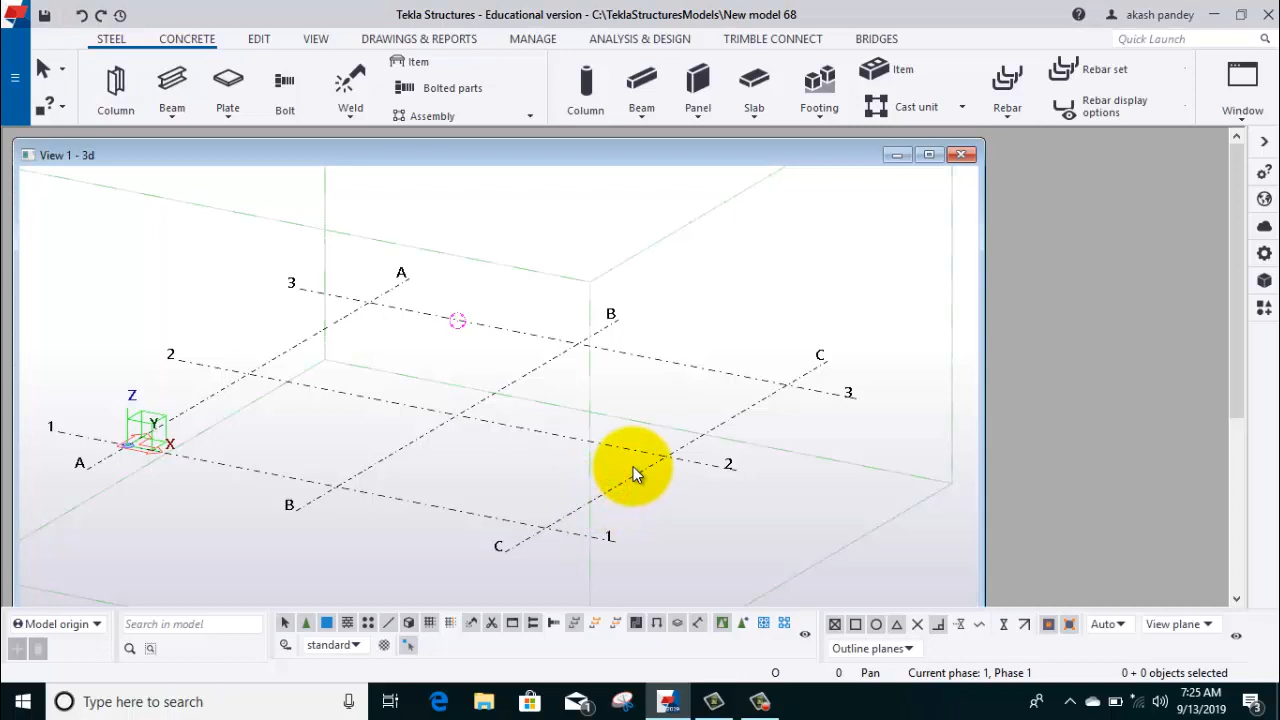 Tekla Structures - Educational version - C:\TeklaStructuresModels\New model 68
akash pandey
STEEL CONCRETE EDIT VIEW DRAWINGS & REPORTS MANAGE ANALYSIS & DESIGN TRIMBLE CONNECT BRIDGES
Quick Launch
Column Beam Plate Bolt Weld
Item
Bolted parts
Assembly
Column Beam Panel Slab Footing
Item
Cast unit
Rebar
Rebar set
Rebar display options
Window
View 1 - 3d
A
3
B
2
C
3
Z
Y
1
X
A
2
B
1
C
Model origin
Search in model
standard
Auto
View plane
Outline planes
O 0 Pan Current phase: 1, Phase 1 0 + 0 objects selected
Type here to search
1
2019
7:25 AM
9/13/2019
3